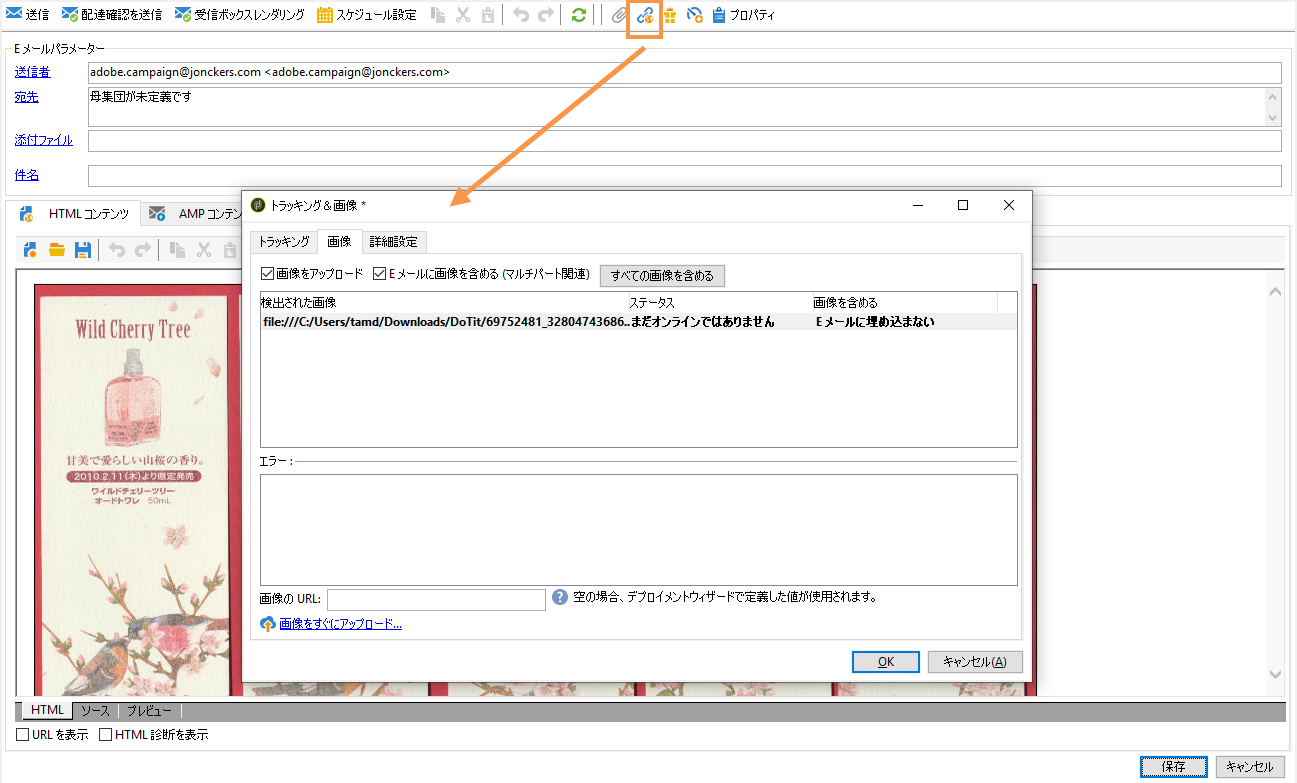 送信 配達確認を送信 受信ボックスレンダリング スケジュール設定 プロパティ
Eメールパラメーター
送信者 adobe.campaign@jonckers.com <adobe.campaign@jonckers.com>
宛先 母集団が未定義です
添付ファイル
件名
HTML コンテンツ AMP コンテン
トラッキング＆画像 *
トラッキング 画像 詳細設定
画像をアップロード Eメールに画像を含める (マルチパート関連) すべての画像を含める
検出された画像 ステータス 画像を含める
file:///C:/Users/tamd/Downloads/DoTit/69752481_32804743686... まだオンラインではありません Eメールに埋め込まない
エラー :
画像の URL: 空の場合、デプロイメントウィザードで定義した値が使用されます。
画像をすぐにアップロード...
OK キャンセル(A)
Wild Cherry Tree
甘美で愛らしい山桜の香り。
2010.2.11(木)より限定発売
ワイルドチェリーツリー
オードトワレ 50mL
HTML ソース プレビュー
URL を表示 HTML 診断を表示
保存 キャンセル